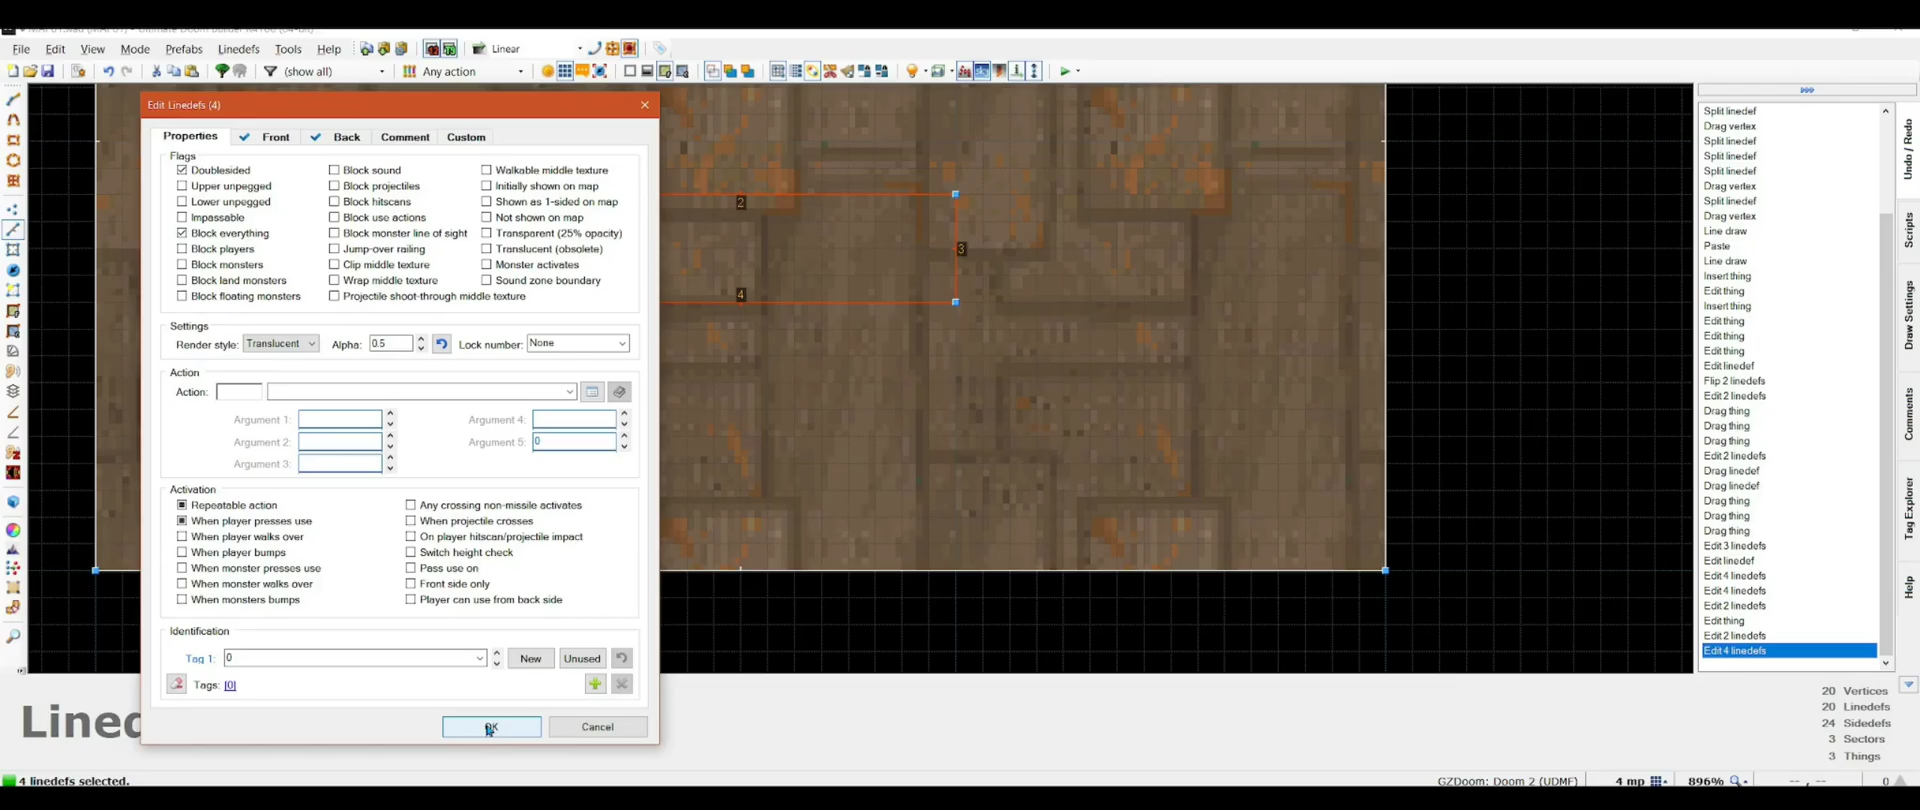 File Edit View Mode Prefabs Linedefs Tools Help Linear
(show all) Any action
Edit Linedefs (4)
Properties Front Back Comment Custom
Flags
Doublesided Block sound Walkable middle texture
Upper unpegged Block projectiles Initially shown on map
Lower unpegged Block hitscans Shown as 1-sided on map
Impassable Block use actions Not shown on map
Block everything Block monster line of sight Transparent (25% opacity)
Block players Jump-over railing Translucent (obsolete)
Block monsters Clip middle texture Monster activates
Block land monsters Wrap middle texture Sound zone boundary
Block floating monsters Projectile shoot-through middle texture
Settings
Render style: Translucent Alpha: 0.5 Lock number: None
Action
Action:
Argument 1: Argument 4:
Argument 2: Argument 5: 0
Argument 3:
Activation
Repeatable action Any crossing non-missile activates
When player presses use When projectile crosses
When player walks over On player hitscan/projectile impact
When player bumps Switch height check
When monster presses use Pass use on
When monster walks over Front side only
When monsters bumps Player can use from back side
Identification
Tag 1: 0 New Unused
Tags: [0]
OK Cancel
2
3
4
Split linedef
Drag vertex
Split linedef
Split linedef
Split linedef
Drag vertex
Split linedef
Drag vertex
Line draw
Paste
Line draw
Insert thing
Edit thing
Insert thing
Edit thing
Edit thing
Edit thing
Edit linedef
Flip 2 linedefs
Edit 2 linedefs
Drag thing
Drag thing
Drag thing
Edit 2 linedefs
Drag linedef
Drag linedef
Drag thing
Drag thing
Drag thing
Edit 3 linedefs
Edit linedef
Edit 4 linedefs
Edit 4 linedefs
Edit 2 linedefs
Edit thing
Edit 2 linedefs
Edit 4 linedefs
Undo / Redo
Scripts
Draw Settings
Comments
Tag Explorer
Help
Lined
20 Vertices
20 Linedefs
24 Sidedefs
3 Sectors
3 Things
4 linedefs selected.
GZDoom: Doom 2 (UDMF) 4 mp 896% -- , -- 0